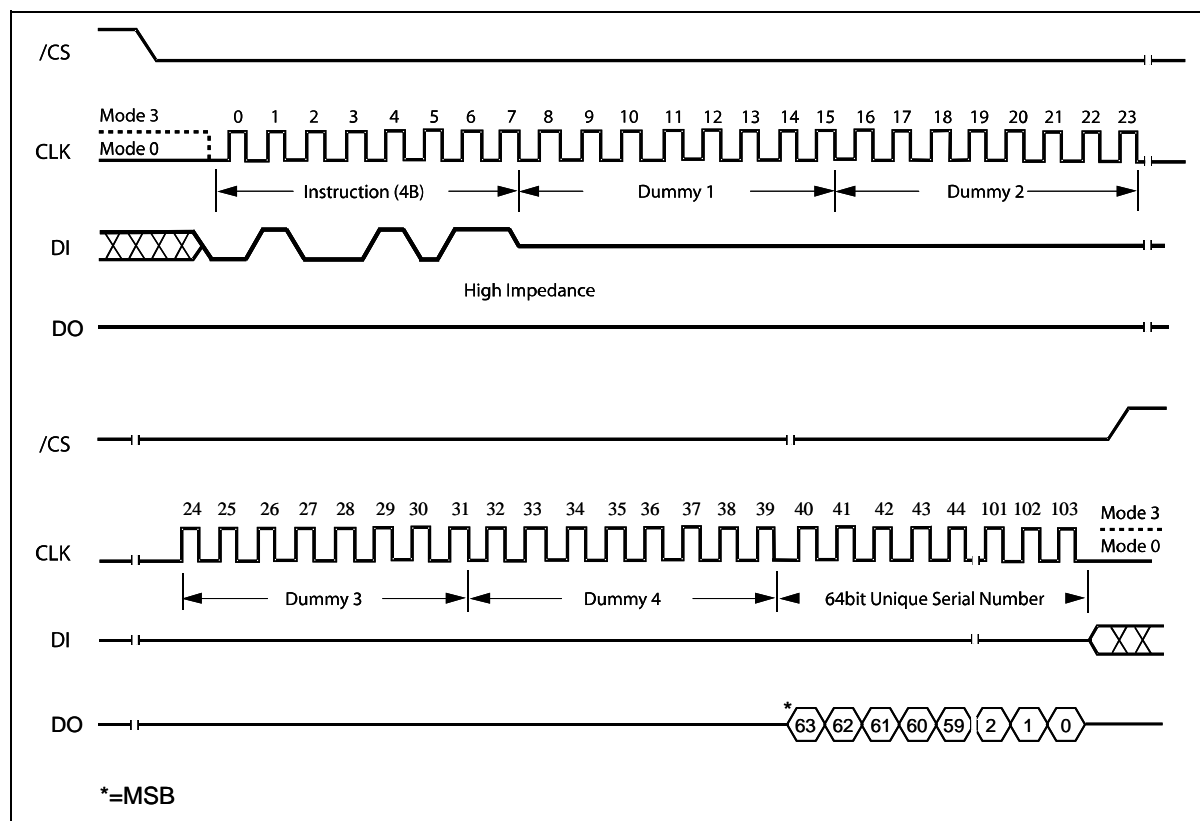 /CS
Mode 3
0 1 2 3 4 5 6 7 8 9 10 11 12 13 14 15 16 17 18 19 20 21 22 23
CLK
Mode 0
Instruction (4B) Dummy 1 Dummy 2
DI
High Impedance
DO
/CS
24 25 26 27 28 29 30 31 32 33 34 35 36 37 38 39 40 41 42 43 44 101 102 103
Mode 3
CLK
Mode 0
Dummy 3 Dummy 4 64bit Unique Serial Number
DI
DO
* 63 62 61 60 59 2 1 0
*=MSB